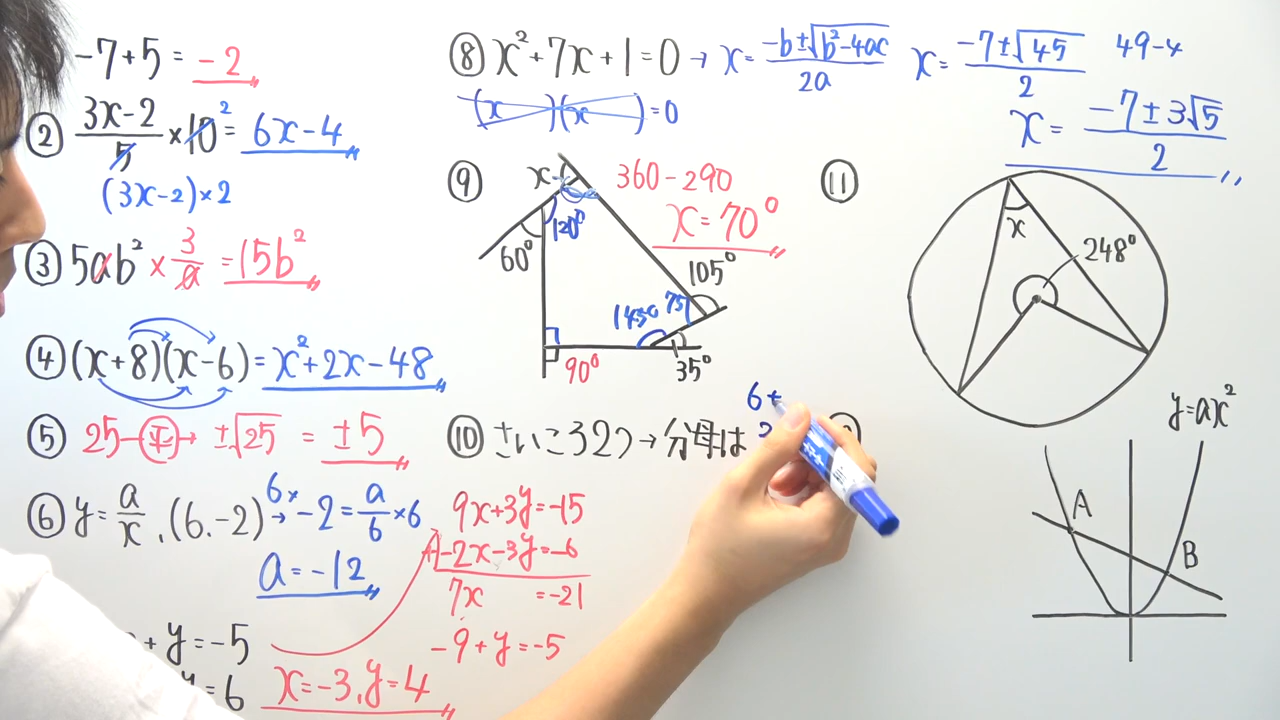 -7+5=-2
② (3x-2)/5×10²=6x-4
(3x-2)×2
③ 5ab²×3/a=15b²
④ (x+8)(x-6)=x²+2x-48
⑤ 25-平→±√25=±5
⑥ y=a/x,(6.-2)→-2=a/6×6
6×
a=-12
+y=-5
y=6
x=-3,y=4
9x+3y=-15
-2x-3y=-6
7x =-21
-9+y=-5
⑧ x²+7x+1=0→x=(-b±√(b²-4ac))/2a
(x )(x )=0
x=(-7±√45)/2
49-4
x=(-7±3√5)/2
⑨ x
360-290
x=70°
120°
60°
105°
75
145°
90°
35°
⑩ さいころ2つ→分母は
6
2
⑪
x
248°
y=ax²
A
B